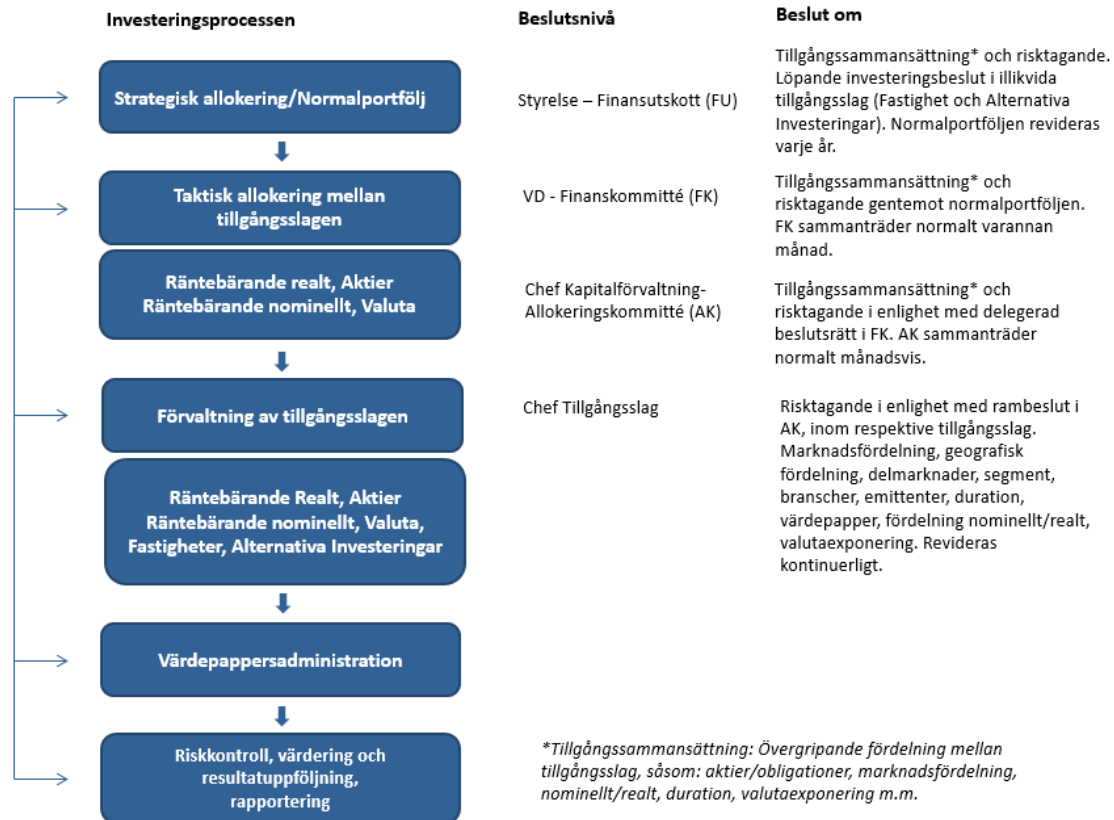 Investeringsprocessen
Beslutsnivå
Beslut om
Strategisk allokering/Normalportfölj
Styrelse – Finansutskott (FU)
Tillgångssammansättning* och risktagande.
Löpande investeringsbeslut i illikvida
tillgångsslag (Fastighet och Alternativa
Investeringar). Normalportföljen revideras
varje år.
Taktisk allokering mellan
tillgångsslagen
VD - Finanskommitté (FK)
Tillgångssammansättning* och
risktagande gentemot normalportföljen.
FK sammanträder normalt varannan
månad.
Räntebärande realt, Aktier
Räntebärande nominellt, Valuta
Chef Kapitalförvaltning-
Allokeringskommitté (AK)
Tillgångssammansättning* och
risktagande i enlighet med delegerad
beslutsrätt i FK. AK sammanträder
normalt månadsvis.
Förvaltning av tillgångsslagen
Chef Tillgångsslag
Risktagande i enlighet med rambeslut i
AK, inom respektive tillgångsslag.
Marknadsfördelning, geografisk
fördelning, delmarknader, segment,
branscher, emittenter, duration,
värdepapper, fördelning nominellt/realt,
valutaexponering. Revideras
kontinuerligt.
Räntebärande Realt, Aktier
Räntebärande nominellt, Valuta,
Fastigheter, Alternativa Investeringar
Värdepappersadministration
Riskkontroll, värdering och
resultatuppföljning,
rapportering
*Tillgångssammansättning: Övergripande fördelning mellan
tillgångsslag, såsom: aktier/obligationer, marknadsfördelning,
nominellt/realt, duration, valutaexponering m.m.